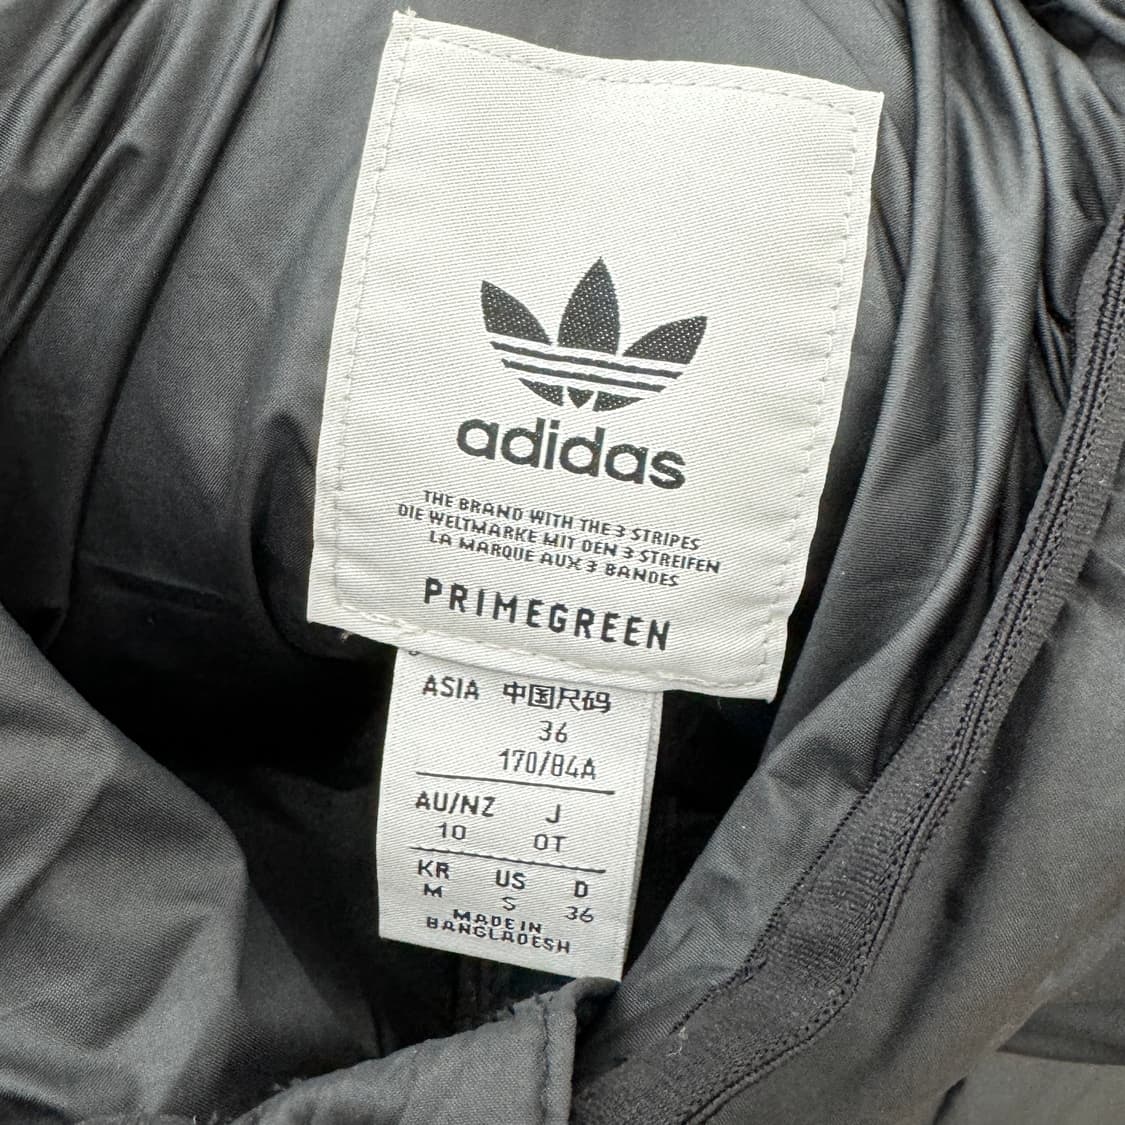 adidas
THE BRAND WITH THE 3 STRIPES
DIE WELTMARKE MIT DEN 3 STREIFEN
LA MARQUE AUX 3 BANDES
PRIMEGREEN
ASIA 中国尺码
36
170/84A
AU/NZ J
10 OT
KR US D
M S 36
MADE IN
BANGLADESH